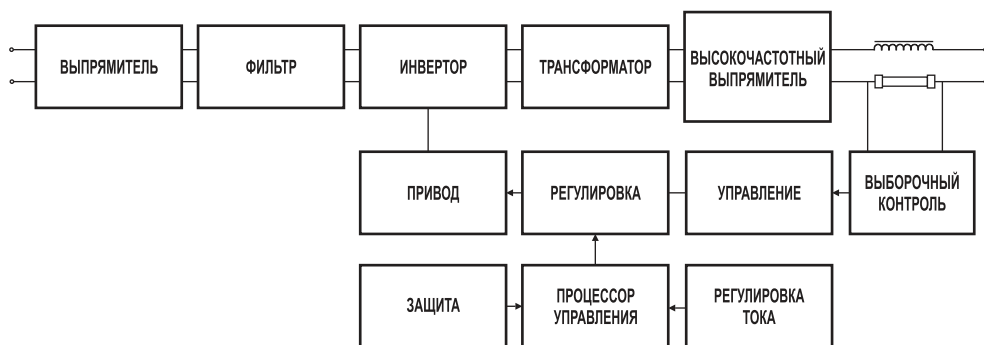 ВЫПРЯМИТЕЛЬ
ФИЛЬТР
ИНВЕРТОР
ТРАНСФОРМАТОР
ВЫСОКОЧАСТОТНЫЙ
ВЫПРЯМИТЕЛЬ
ПРИВОД
РЕГУЛИРОВКА
УПРАВЛЕНИЕ
ВЫБОРОЧНЫЙ
КОНТРОЛЬ
ЗАЩИТА
ПРОЦЕССОР
УПРАВЛЕНИЯ
РЕГУЛИРОВКА
ТОКА